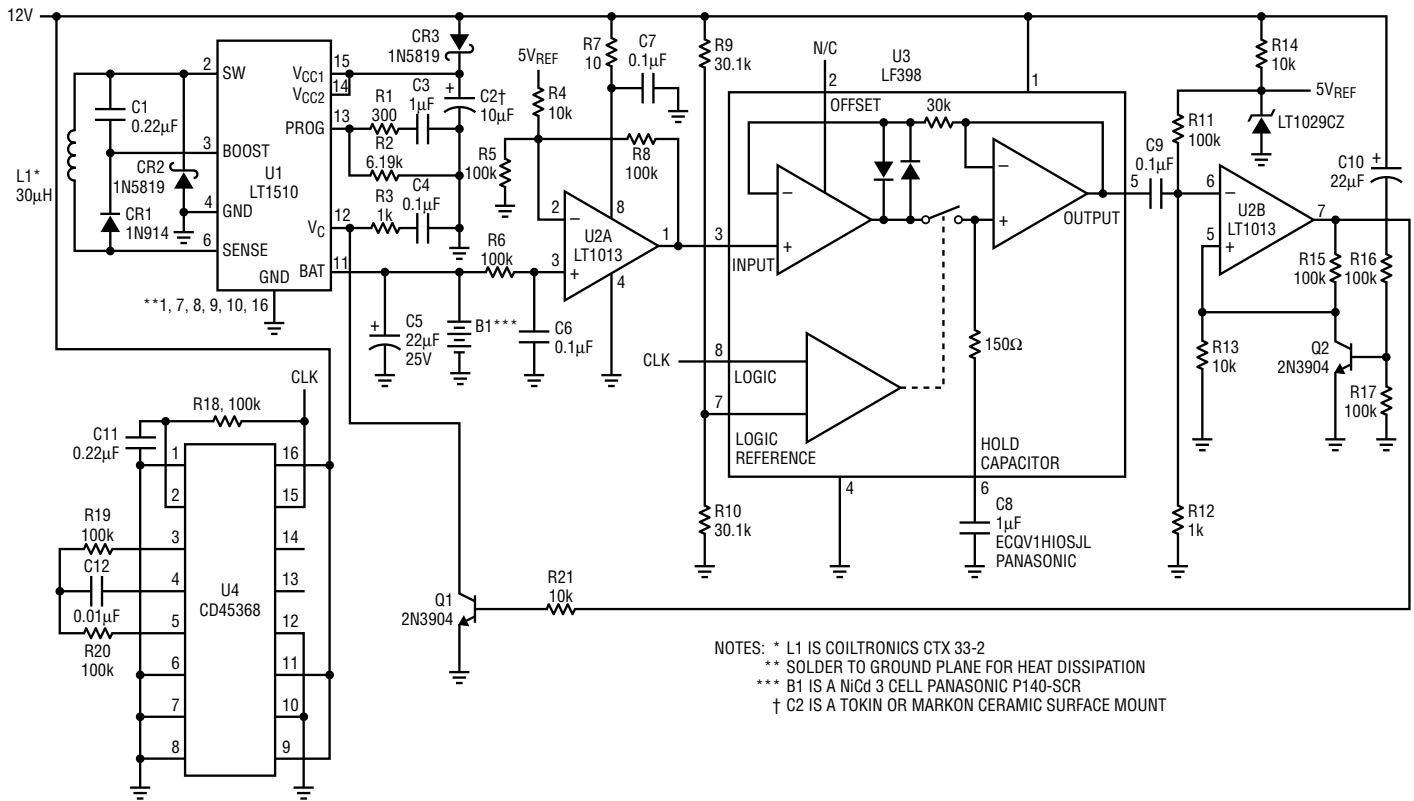 12V
CR3
1N5819
R7
10
C7
0.1µF
R9
30.1k
N/C
U3
LF398
R14
10k
2
SW
15
VCC1
14
VCC2
C1
0.22µF
13
PROG
R1
300
C3
1µF
C2†
10µF
+
5VREF
R4
10k
2
OFFSET
30k
1
5VREF
LT1029CZ
R11
100k
3
BOOST
CR2
1N5819
U1
LT1510
R2
6.19k
R5
100k
R8
100k
C9
0.1µF
C10
22µF
+
L1*
30µH
4
GND
CR1
1N914
12
VC
R3
1k
C4
0.1µF
2
–
8
U2A
LT1013
1
3
+
4
3
INPUT
–
+
–
+
5
OUTPUT
6
–
U2B
LT1013
7
5
+
6
SENSE
BAT
11
GND
R6
100k
**1, 7, 8, 9, 10, 16
+
C5
22µF
25V
B1***
C6
0.1µF
150Ω
R15
100k
R16
100k
CLK
8
LOGIC
7
LOGIC
REFERENCE
HOLD
CAPACITOR
R13
10k
Q2
2N3904
R17
100k
CLK
R18, 100k
C11
0.22µF
4
6
R10
30.1k
C8
1µF
ECQV1HIOSJL
PANASONIC
R12
1k
1
16
2
15
R19
100k
3
14
C12
0.01µF
4
13
U4
CD45368
5
12
R20
100k
6
11
7
10
8
9
Q1
2N3904
R21
10k
NOTES: * L1 IS COILTRONICS CTX 33-2
** SOLDER TO GROUND PLANE FOR HEAT DISSIPATION
*** B1 IS A NiCd 3 CELL PANASONIC P140-SCR
† C2 IS A TOKIN OR MARKON CERAMIC SURFACE MOUNT